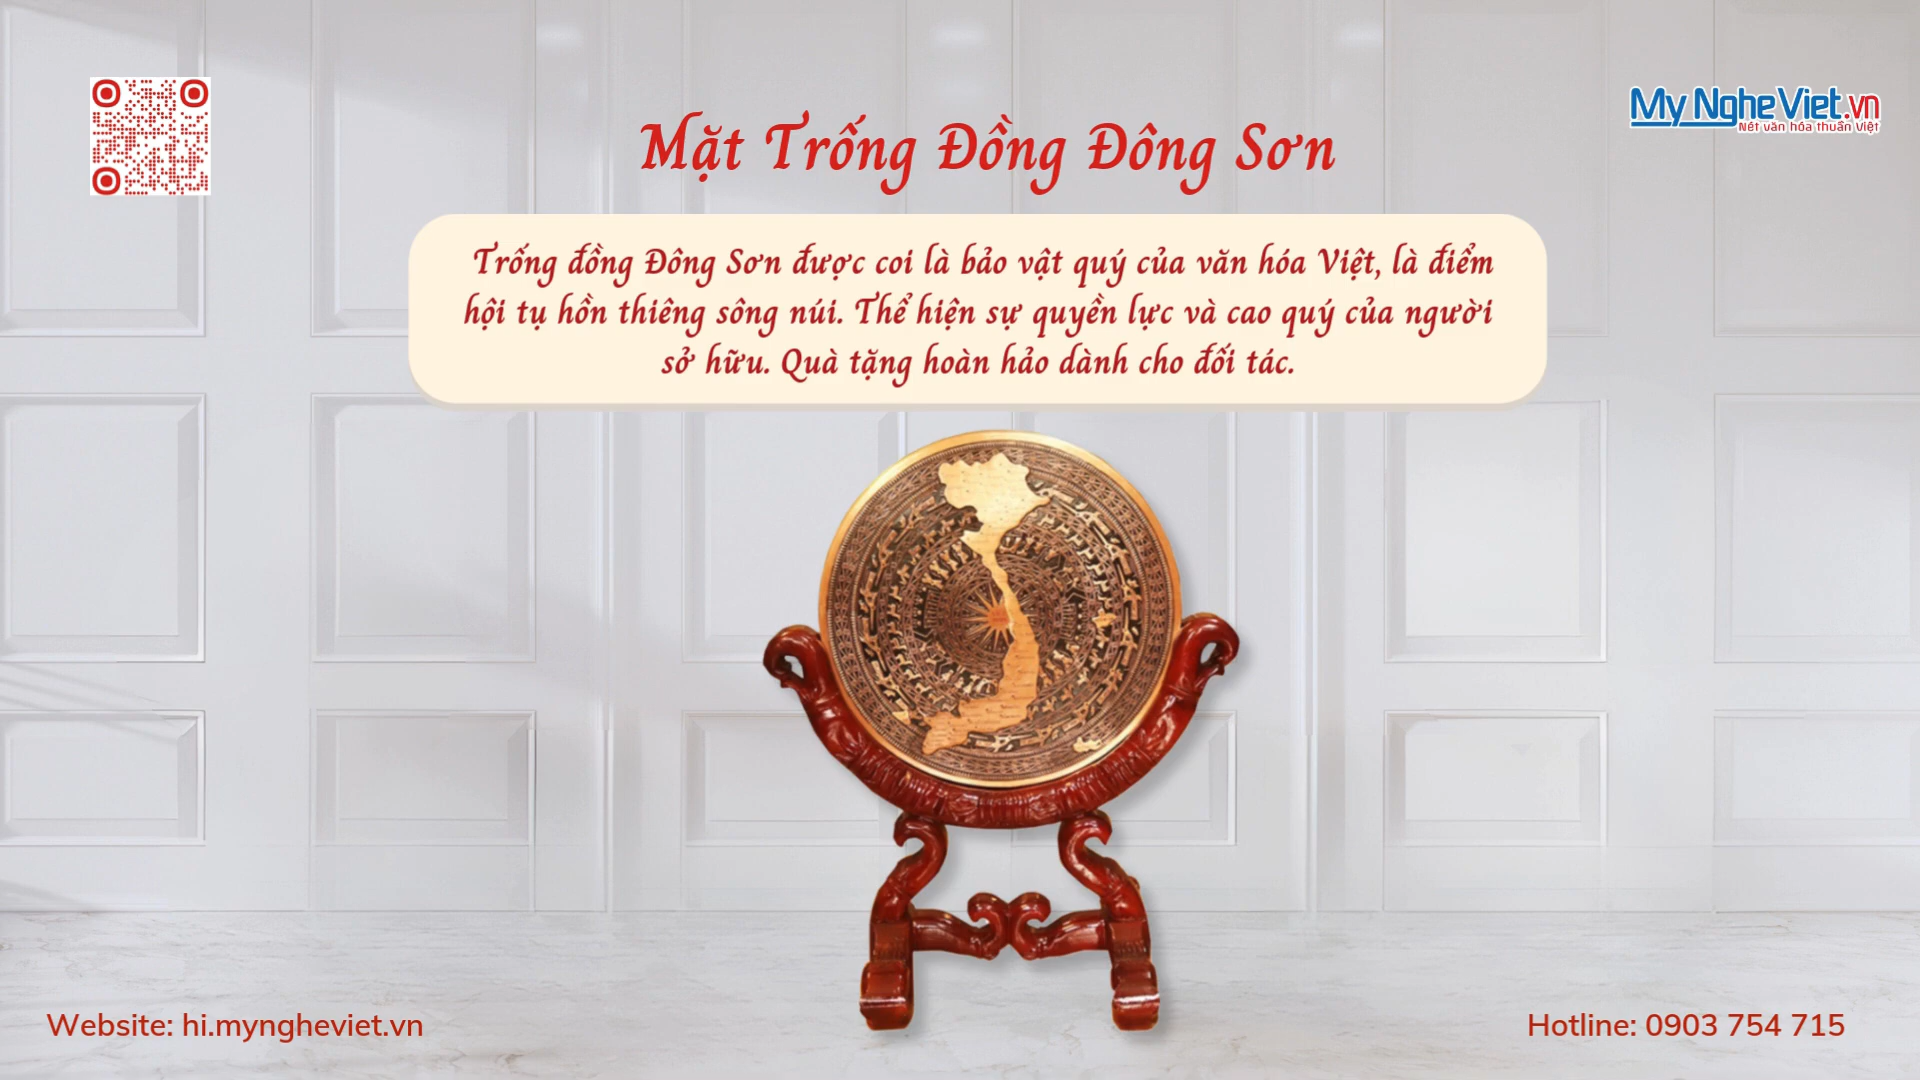 My Nghe Viet.vn
Nét văn hóa thuần Việt
Mặt Trống Đồng Đông Sơn
Trống đồng Đông Sơn được coi là bảo vật quý của văn hóa Việt, là điểm
hội tụ hồn thiêng sông núi. Thể hiện sự quyền lực và cao quý của người
sở hữu. Quà tặng hoàn hảo dành cho đối tác.
Website: hi.myngheviet.vn
Hotline: 0903 754 715